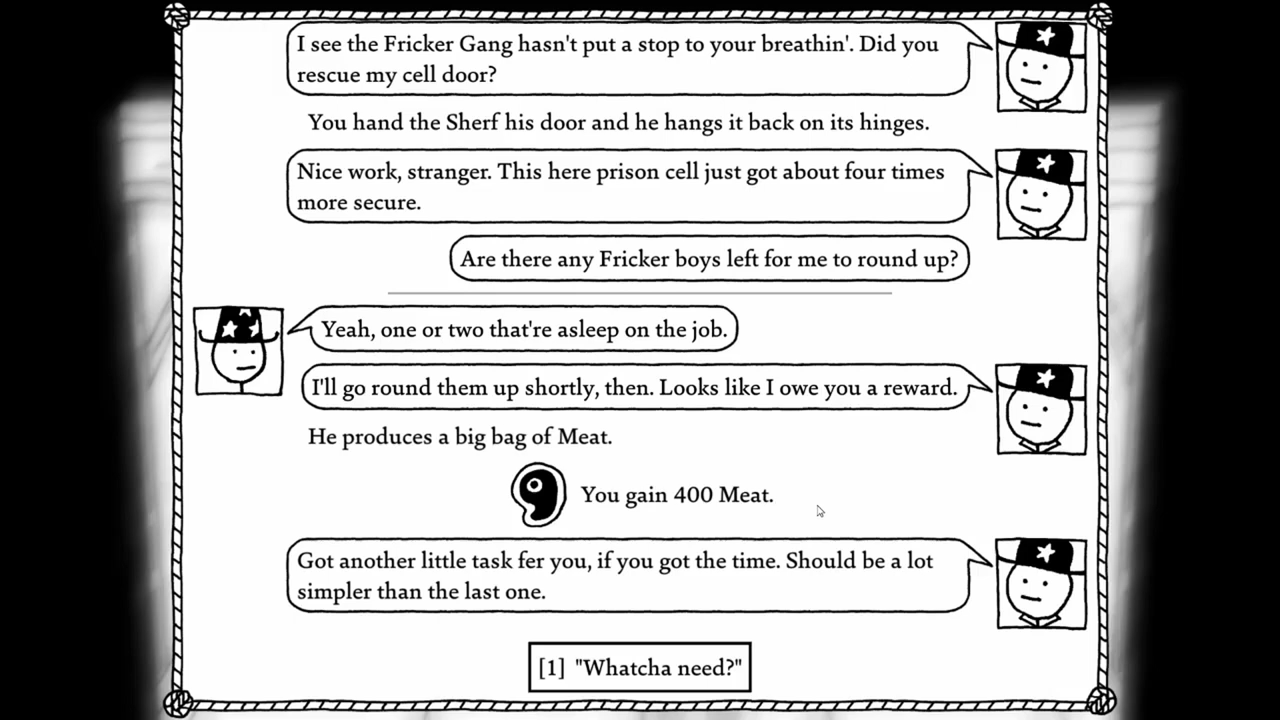 I see the Fricker Gang hasn't put a stop to your breathin'. Did you
rescue my cell door?
You hand the Sherf his door and he hangs it back on its hinges.
Nice work, stranger. This here prison cell just got about four times
more secure.
Are there any Fricker boys left for me to round up?
Yeah, one or two that're asleep on the job.
I'll go round them up shortly, then. Looks like I owe you a reward.
He produces a big bag of Meat.
You gain 400 Meat.
Got another little task fer you, if you got the time. Should be a lot
simpler than the last one.
[1] "Whatcha need?"